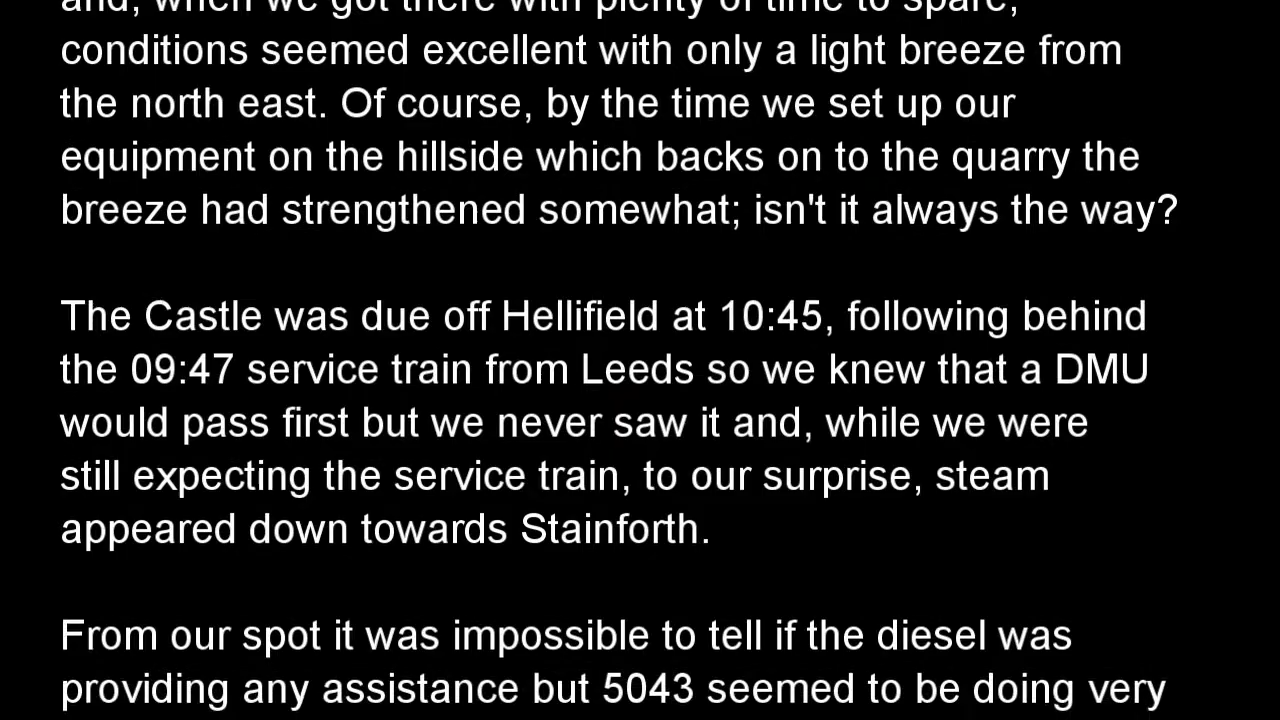 and, when we got there with plenty of time to spare,
conditions seemed excellent with only a light breeze from
the north east. Of course, by the time we set up our
equipment on the hillside which backs on to the quarry the
breeze had strengthened somewhat; isn't it always the way?
The Castle was due off Hellifield at 10:45, following behind
the 09:47 service train from Leeds so we knew that a DMU
would pass first but we never saw it and, while we were
still expecting the service train, to our surprise, steam
appeared down towards Stainforth.
From our spot it was impossible to tell if the diesel was
providing any assistance but 5043 seemed to be doing very